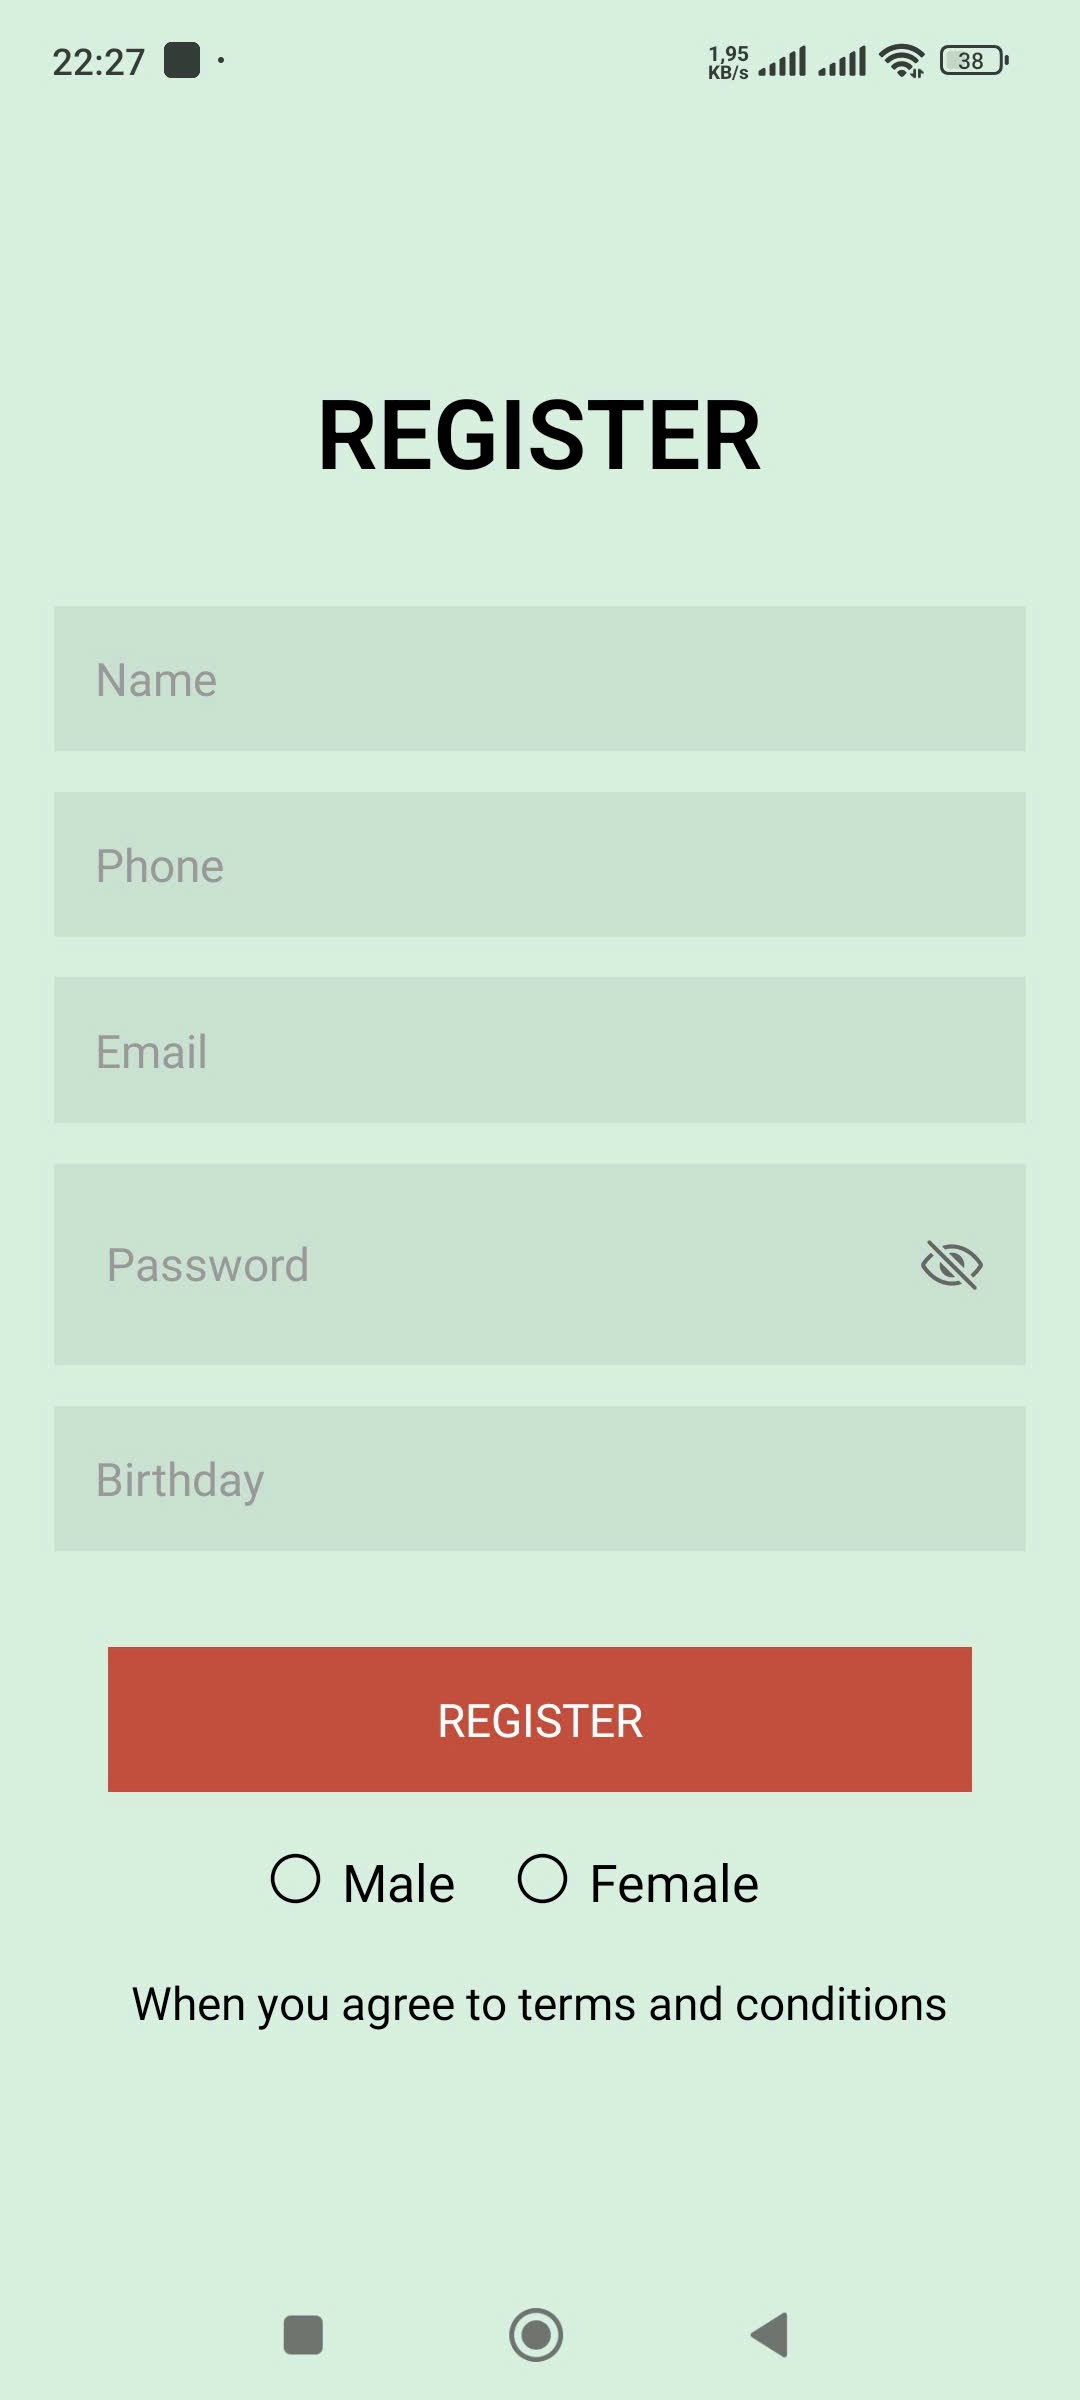 22:27
1,95
KB/s
38
REGISTER
Name
Phone
Email
Password
Birthday
REGISTER
Male Female
When you agree to terms and conditions